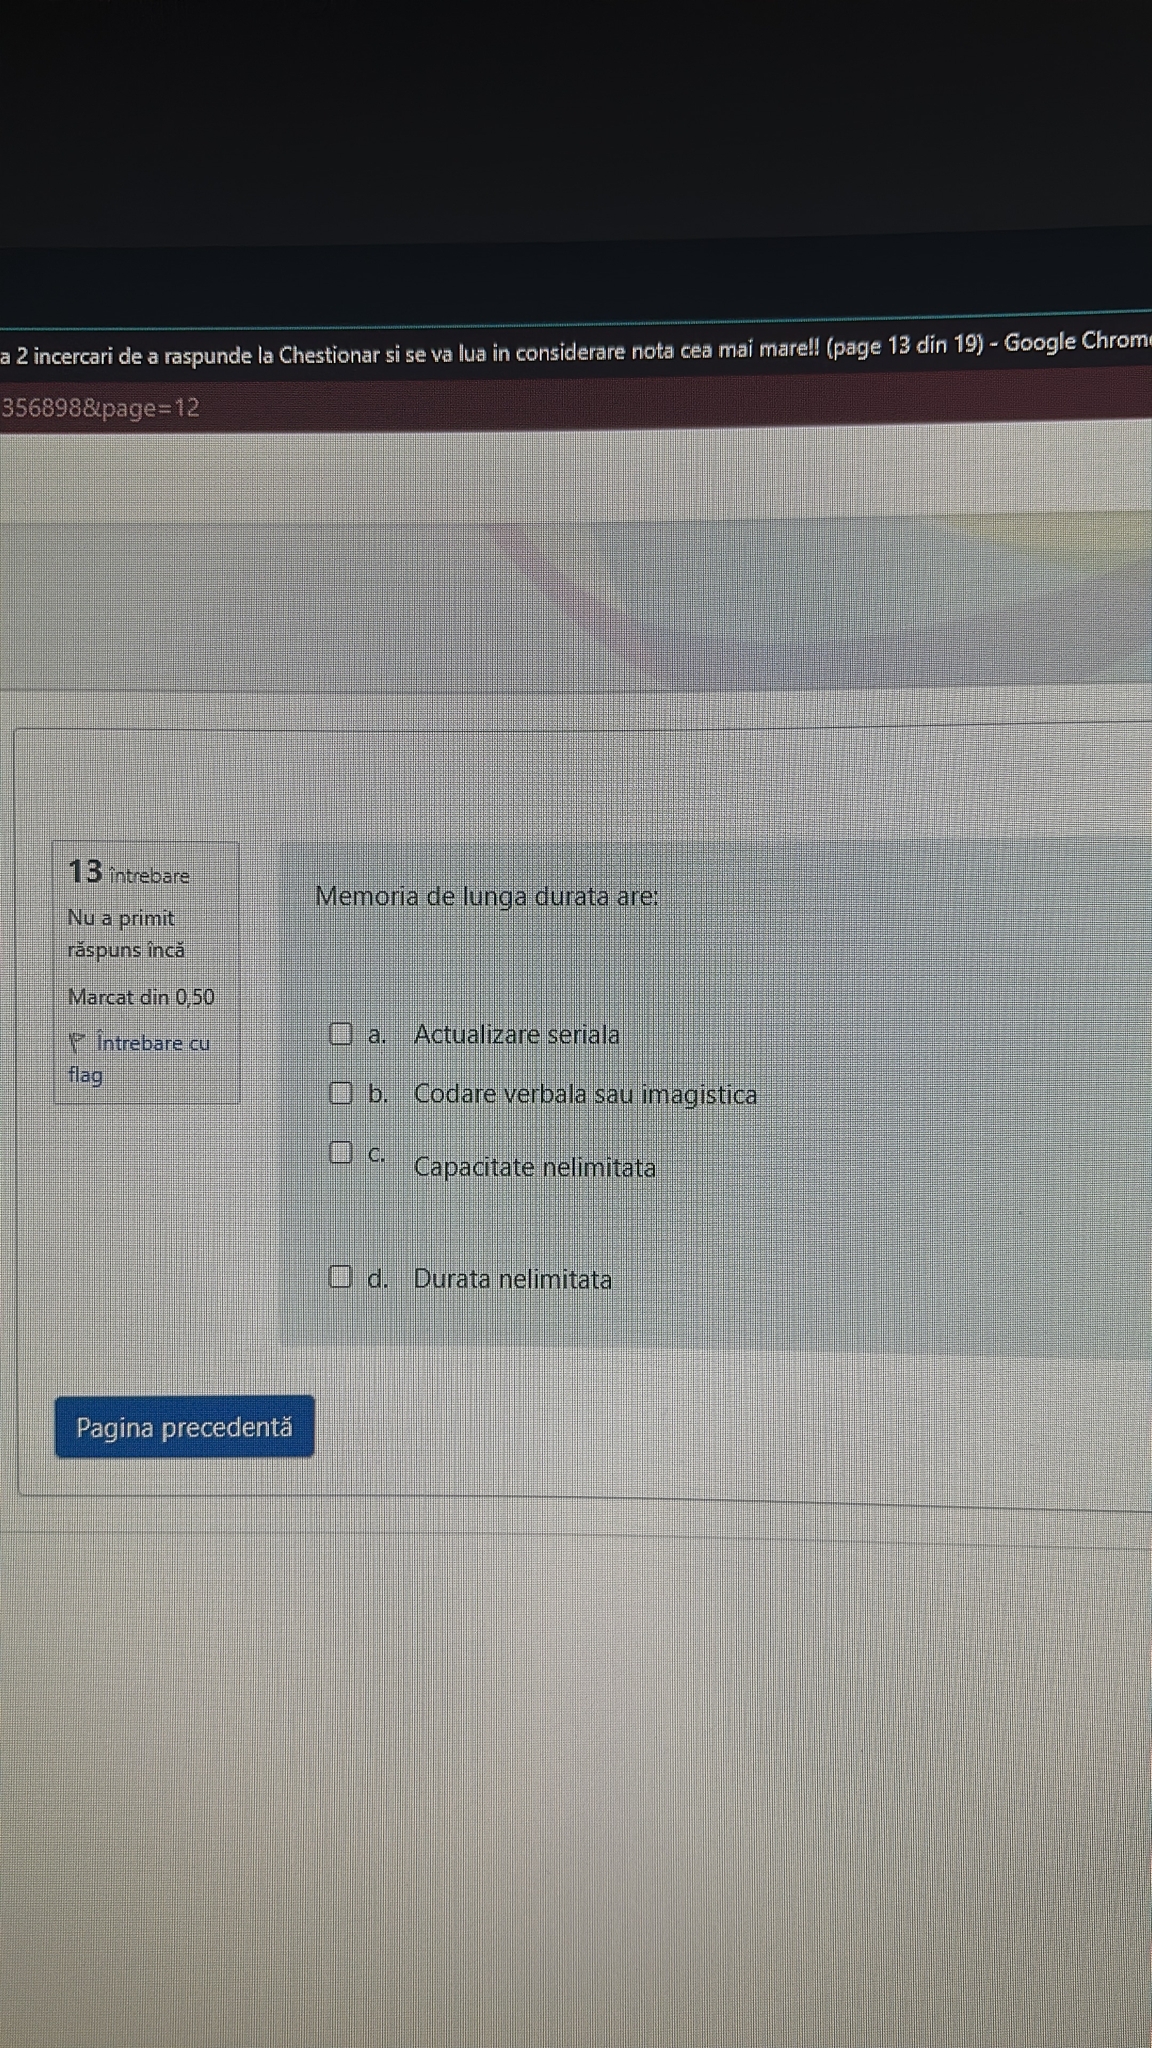 a 2 incercari de a raspunde la Chestionar si se va lua in considerare nota cea mai mare!! (page 13 din 19) - Google Chrom
356898&page=12
13 întrebare
Nu a primit
răspuns încă
Marcat din 0,50
Întrebare cu
flag
Memoria de lunga durata are:
a. Actualizare seriala
b. Codare verbala sau imagistica
c. Capacitate nelimitata
d. Durata nelimitata
Pagina precedentă